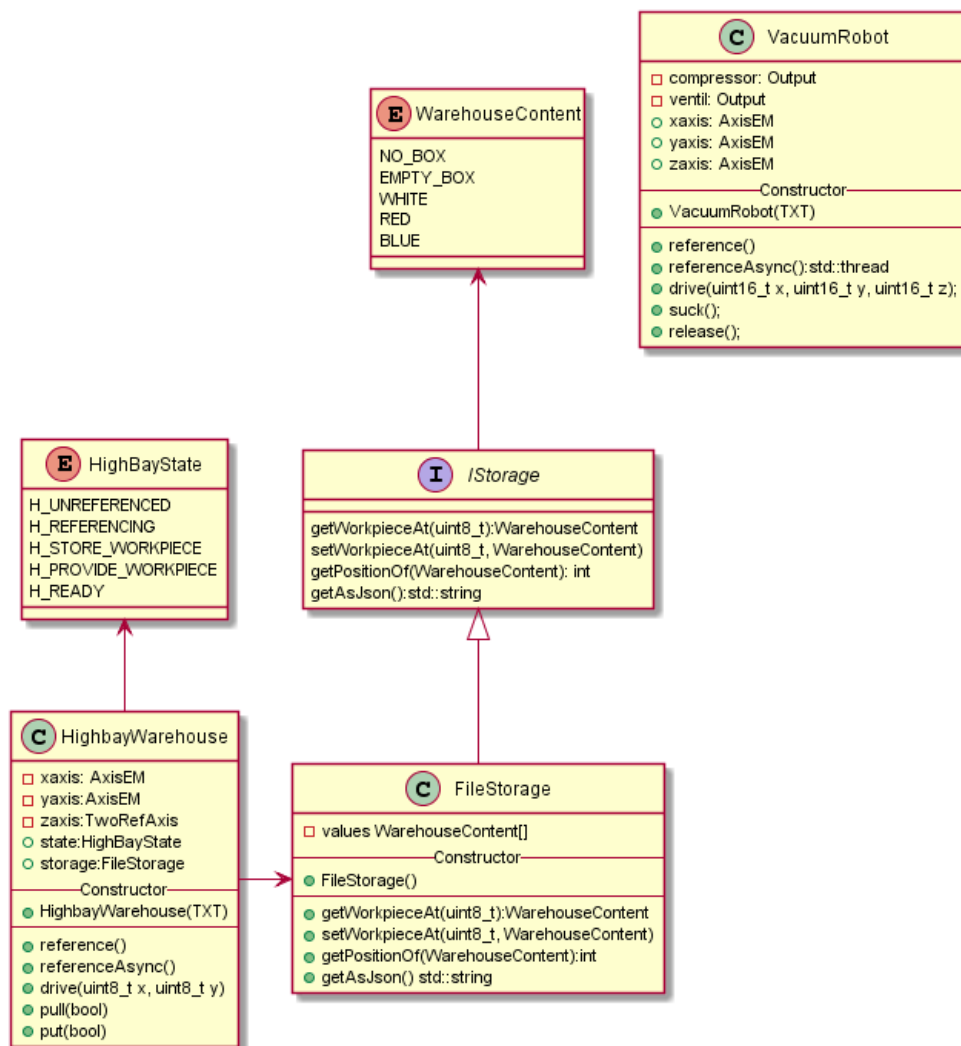 C VacuumRobot
compressor: Output
ventil: Output
xaxis: AxisEM
yaxis: AxisEM
zaxis: AxisEM
Constructor
VacuumRobot(TXT)
reference()
referenceAsync():std::thread
drive(uint16_t x, uint16_t y, uint16_t z);
suck();
release();
E WarehouseContent
NO_BOX
EMPTY_BOX
WHITE
RED
BLUE
E HighBayState
H_UNREFERENCED
H_REFERENCING
H_STORE_WORKPIECE
H_PROVIDE_WORKPIECE
H_READY
I IStorage
getWorkpieceAt(uint8_t):WarehouseContent
setWorkpieceAt(uint8_t, WarehouseContent)
getPositionOf(WarehouseContent): int
getAsJson():std::string
C HighbayWarehouse
xaxis: AxisEM
yaxis:AxisEM
zaxis:TwoRefAxis
state:HighBayState
storage:FileStorage
Constructor
HighbayWarehouse(TXT)
reference()
referenceAsync()
drive(uint8_t x, uint8_t y)
pull(bool)
put(bool)
C FileStorage
values WarehouseContent[]
Constructor
FileStorage()
getWorkpieceAt(uint8_t):WarehouseContent
setWorkpieceAt(uint8_t, WarehouseContent)
getPositionOf(WarehouseContent):int
getAsJson() std::string